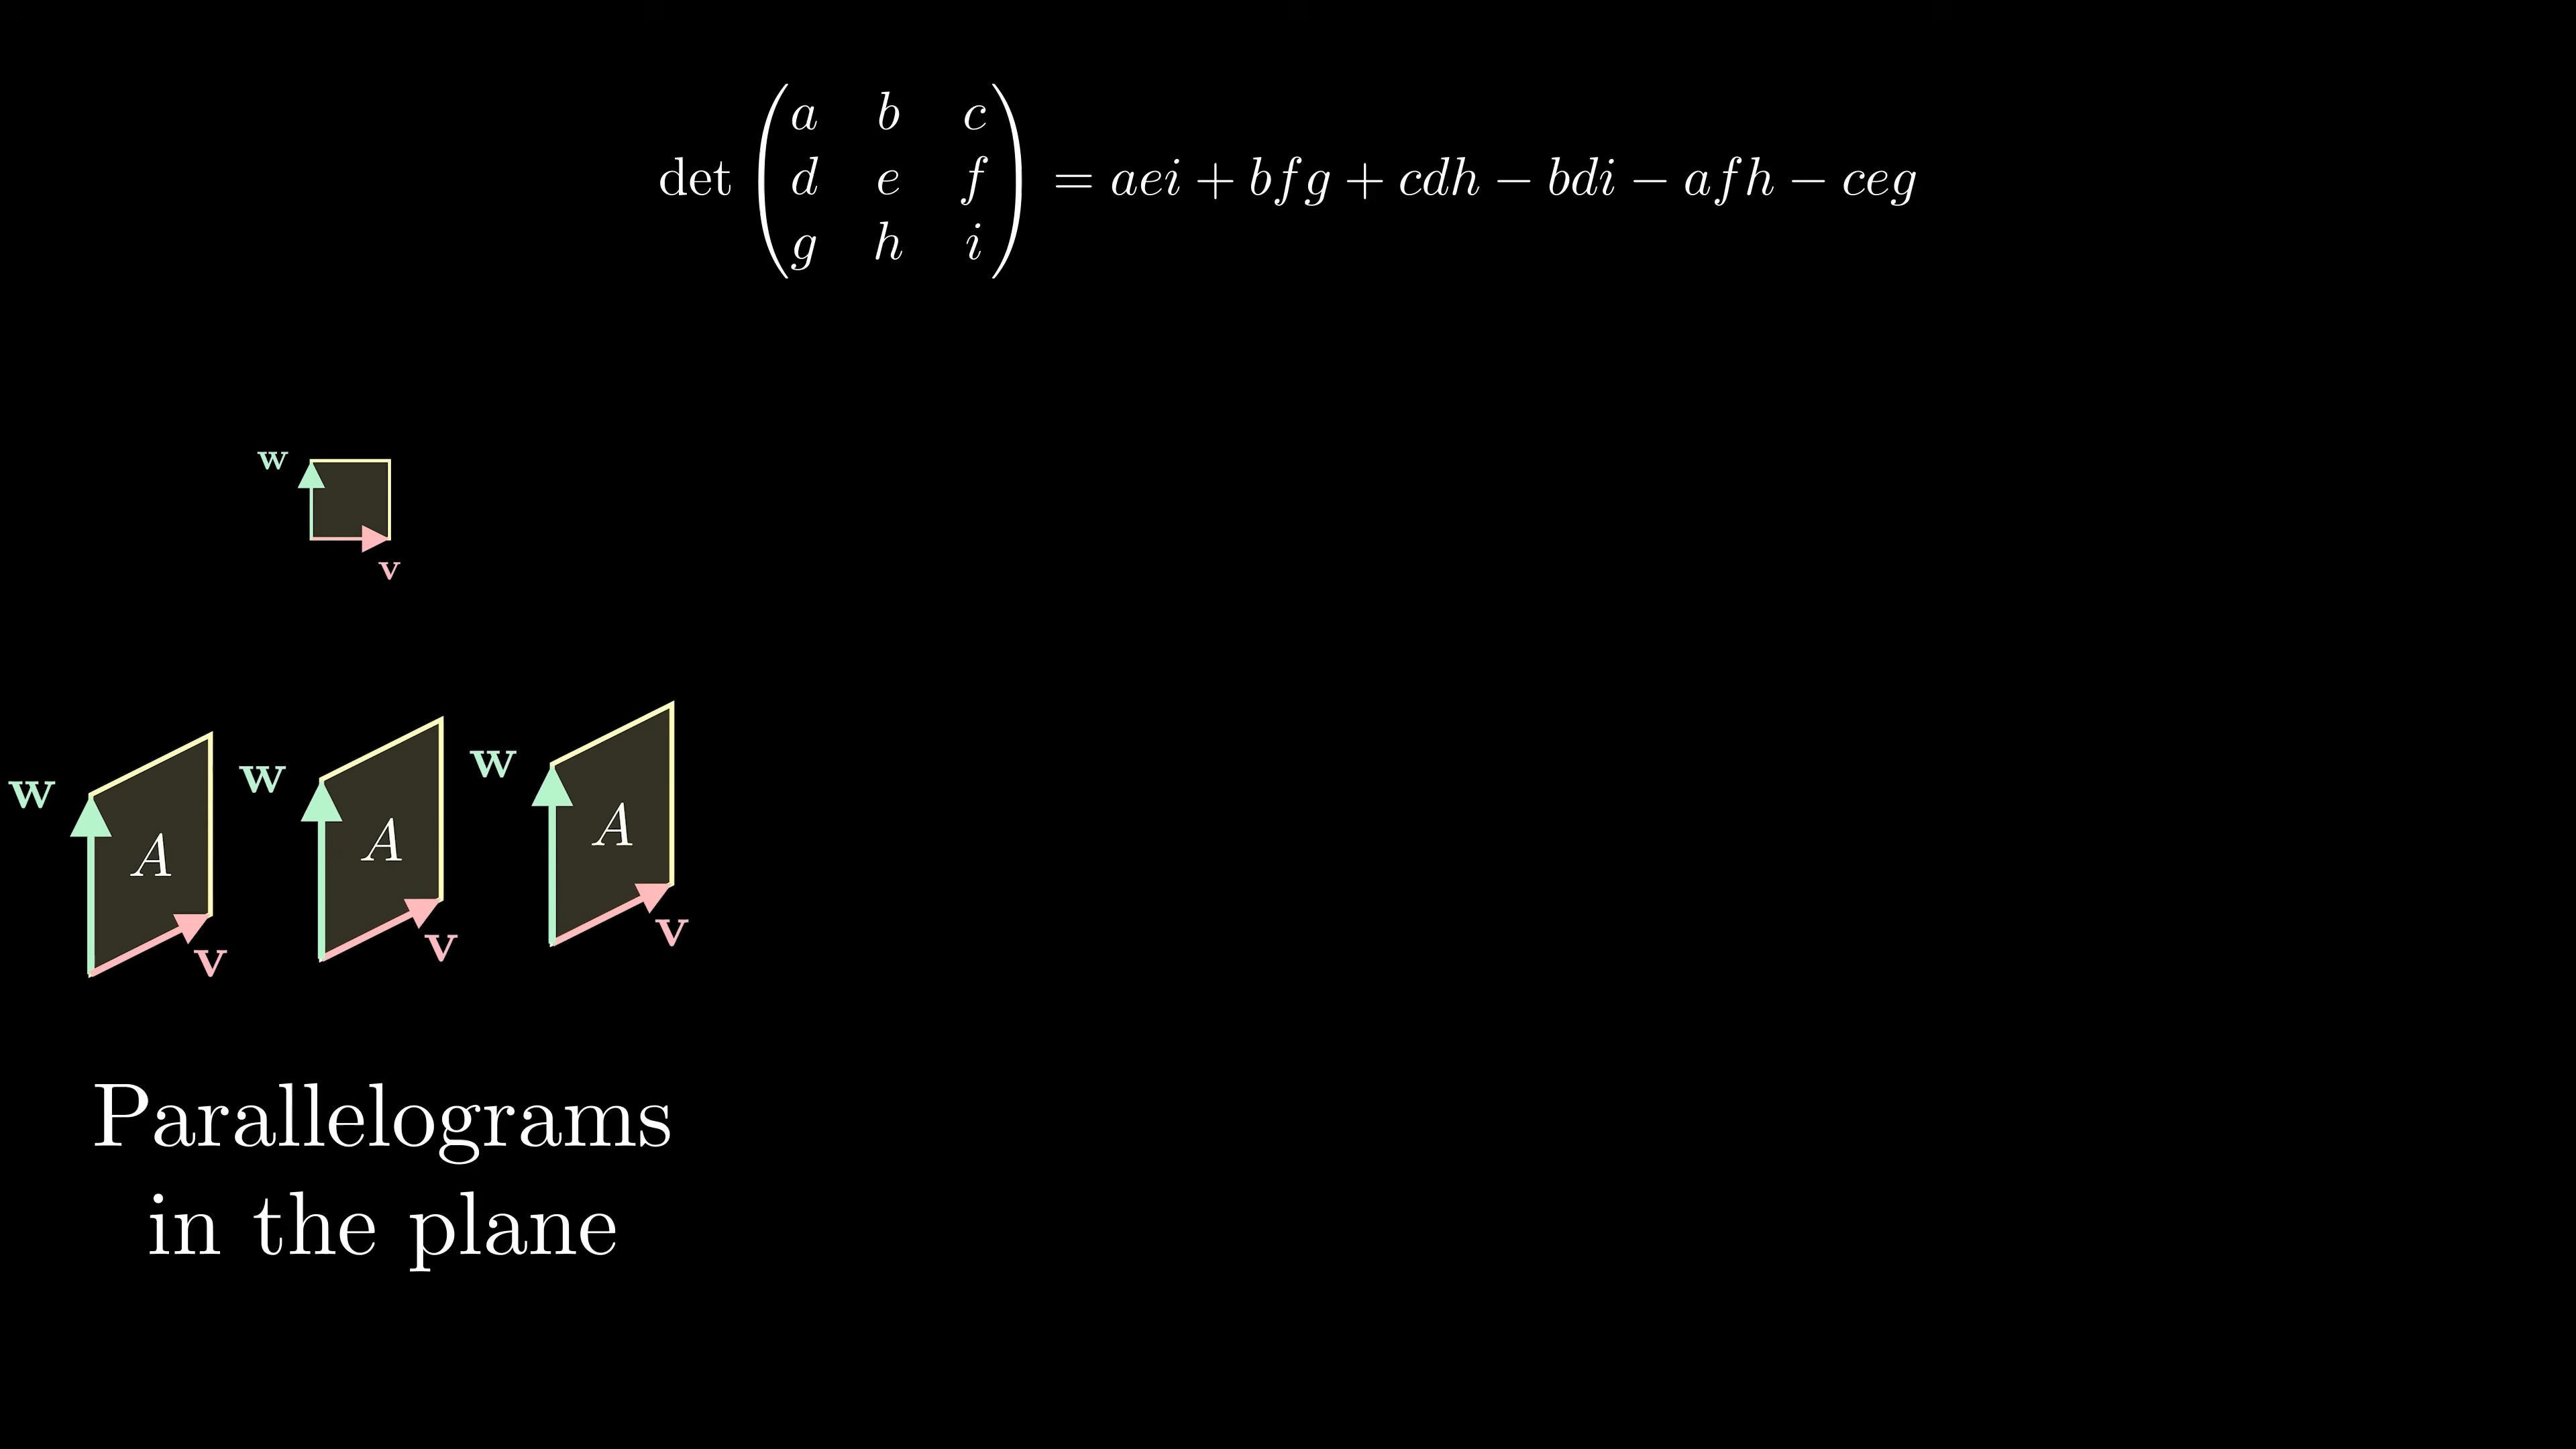 det ( a b c
d e f
g h i ) = aei + bfg + cdh − bdi − afh − ceg
w
v
w w w
A A A
v v v
Parallelograms
in the plane